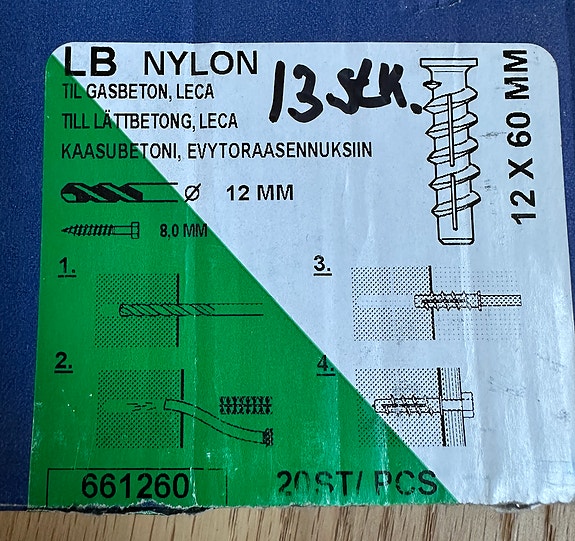 LB NYLON
13 stk.
TIL GASBETON, LECA
TILL LÄTTBETONG, LECA
KAASUBETONI, EVYTORAASENNUKSIIN
12 X 60 MM
Ø 12 MM
8,0 MM
1.
3.
2.
4.
661260
20ST/ PCS